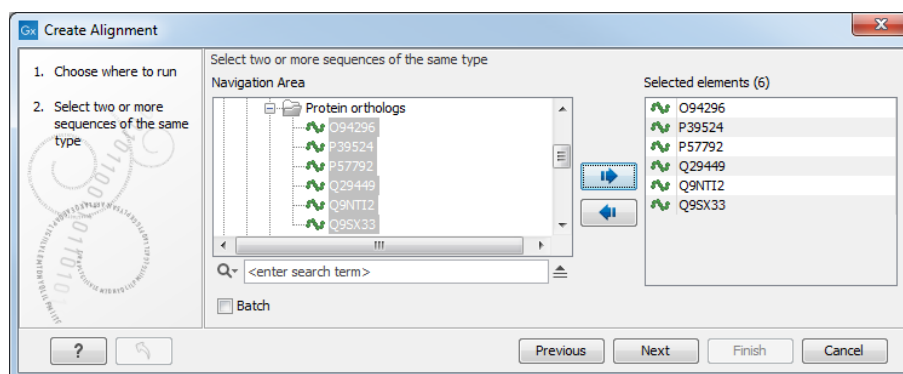 Gx Create Alignment
1. Choose where to run
2. Select two or more
sequences of the same
type
Select two or more sequences of the same type
Navigation Area
Protein orthologs
O94296
P39524
P57792
Q29449
Q9NTI2
Q9SX33
<enter search term>
Batch
Selected elements (6)
O94296
P39524
P57792
Q29449
Q9NTI2
Q9SX33
?
Previous
Next
Finish
Cancel